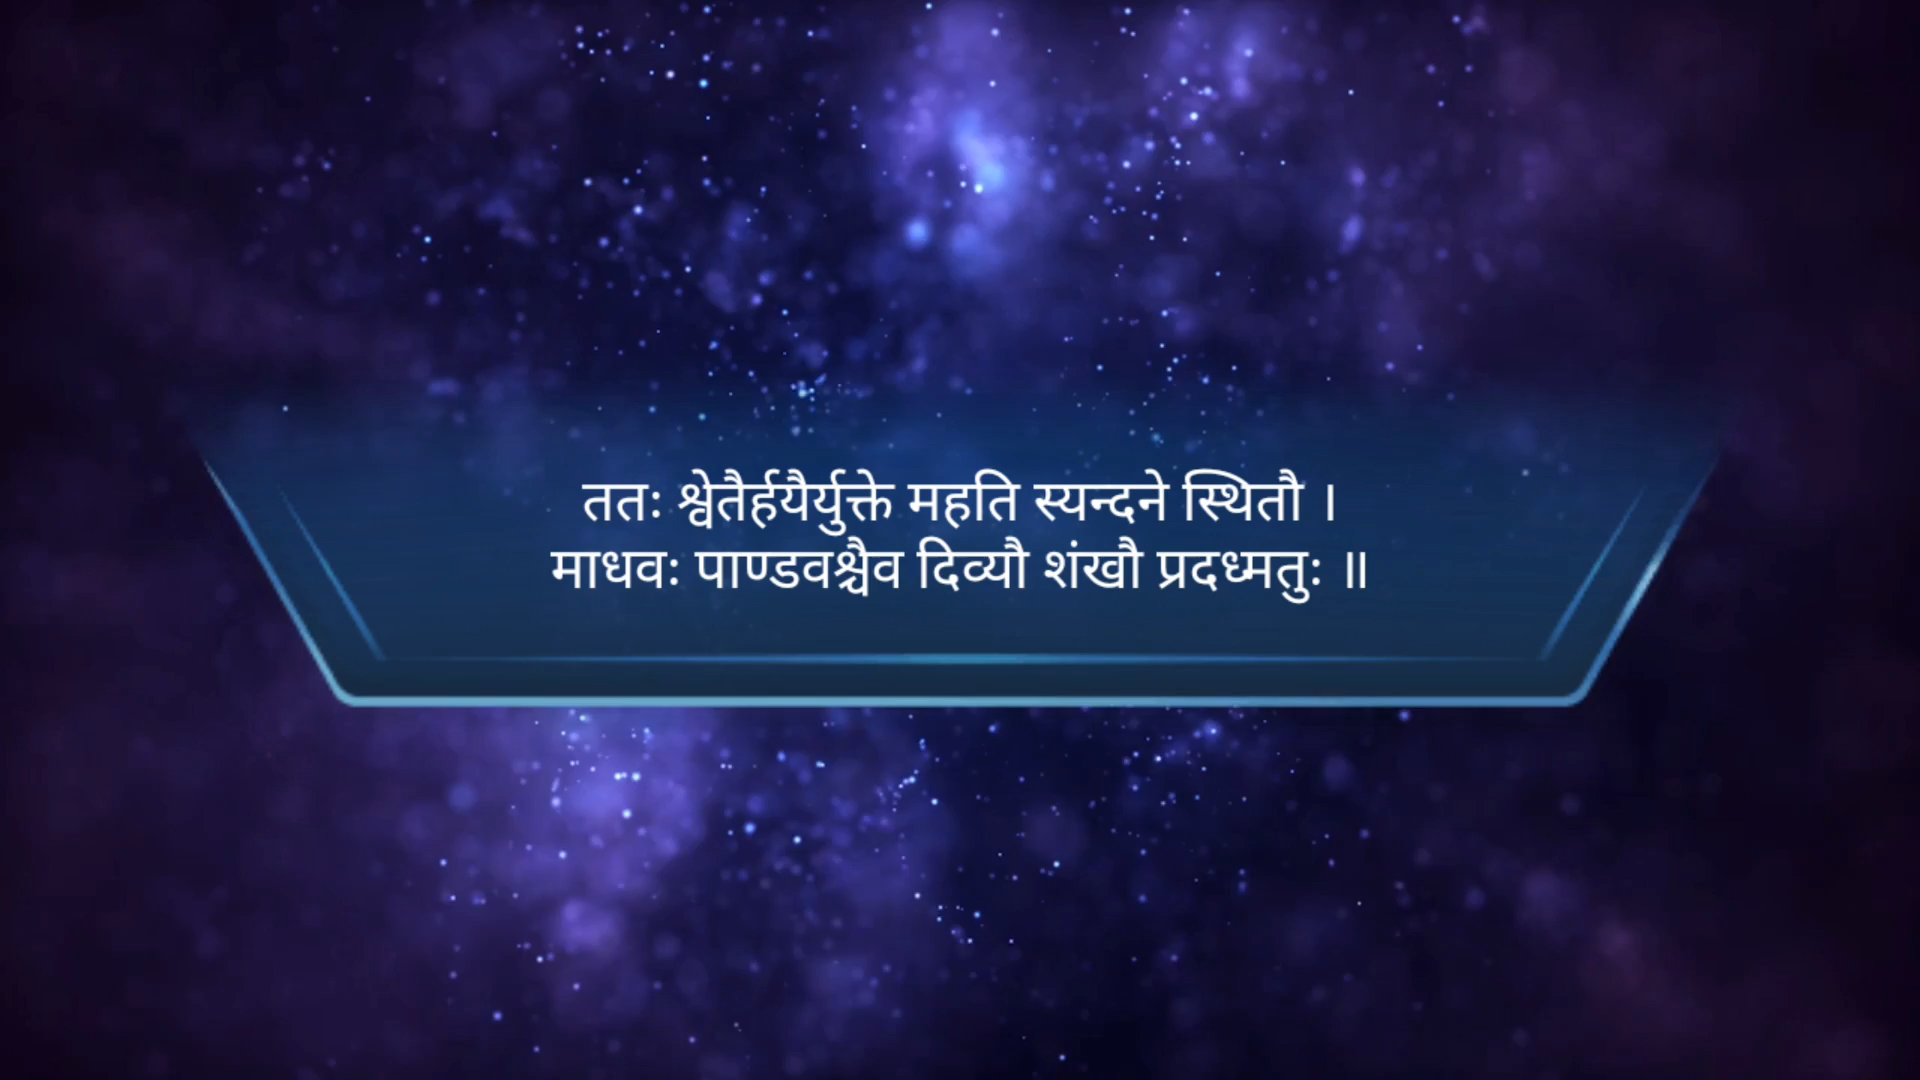 ततः श्वेतैर्हयैर्युक्ते महति स्यन्दने स्थितौ ।
माधवः पाण्डवश्चैव दिव्यौ शंखौ प्रदध्मतुः ॥